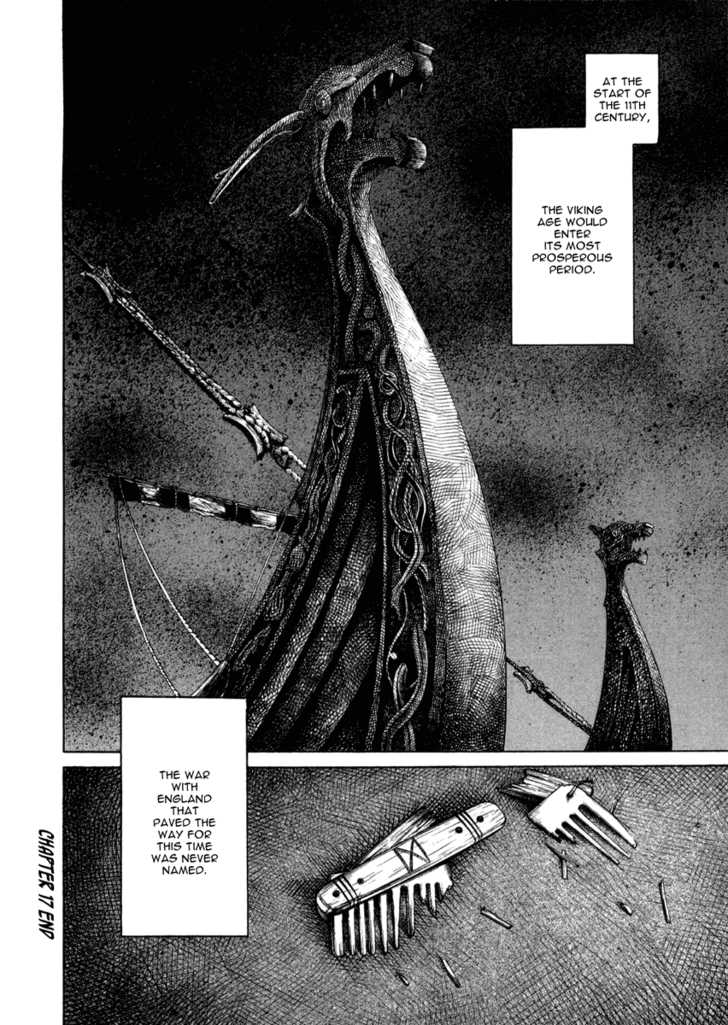 AT THE
START OF
THE 11TH
CENTURY,
THE VIKING
AGE WOULD
ENTER
ITS MOST
PROSPEROUS
PERIOD.
THE WAR
WITH
ENGLAND
THAT
PAVED THE
WAY FOR
THIS TIME
WAS NEVER
NAMED.
CHAPTER 17 END